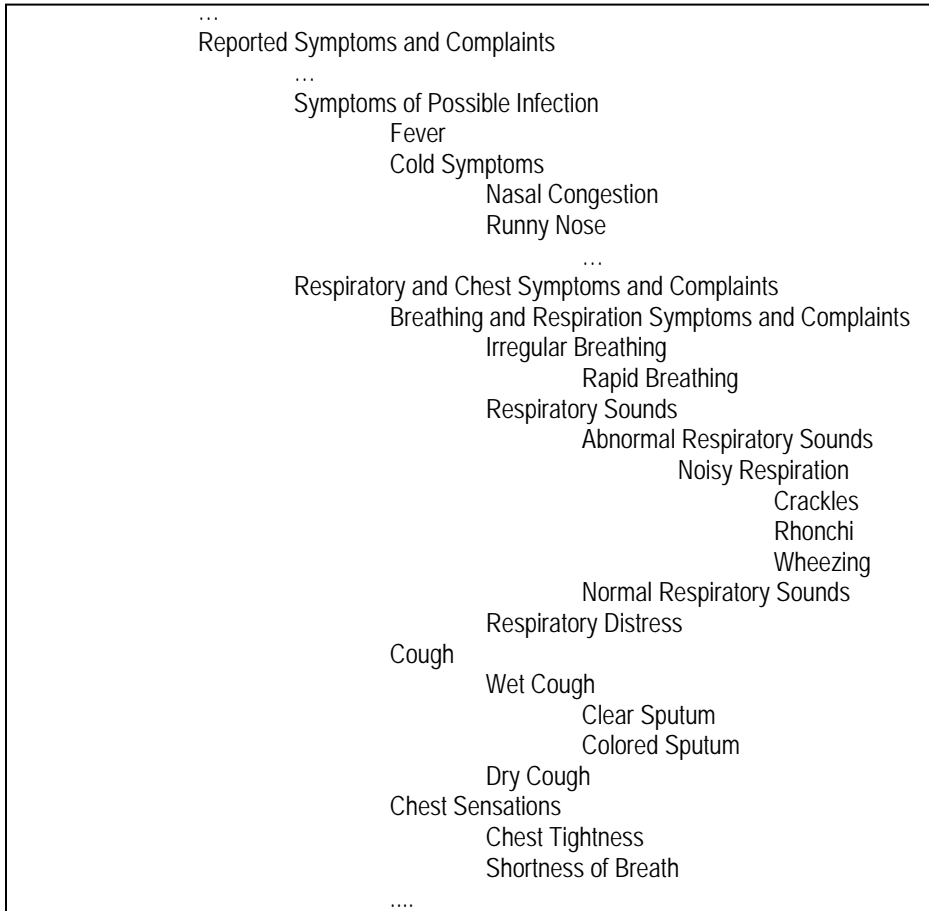 …
Reported Symptoms and Complaints
…
Symptoms of Possible Infection
Fever
Cold Symptoms
Nasal Congestion
Runny Nose
…
Respiratory and Chest Symptoms and Complaints
Breathing and Respiration Symptoms and Complaints
Irregular Breathing
Rapid Breathing
Respiratory Sounds
Abnormal Respiratory Sounds
Noisy Respiration
Crackles
Rhonchi
Wheezing
Normal Respiratory Sounds
Respiratory Distress
Cough
Wet Cough
Clear Sputum
Colored Sputum
Dry Cough
Chest Sensations
Chest Tightness
Shortness of Breath
....